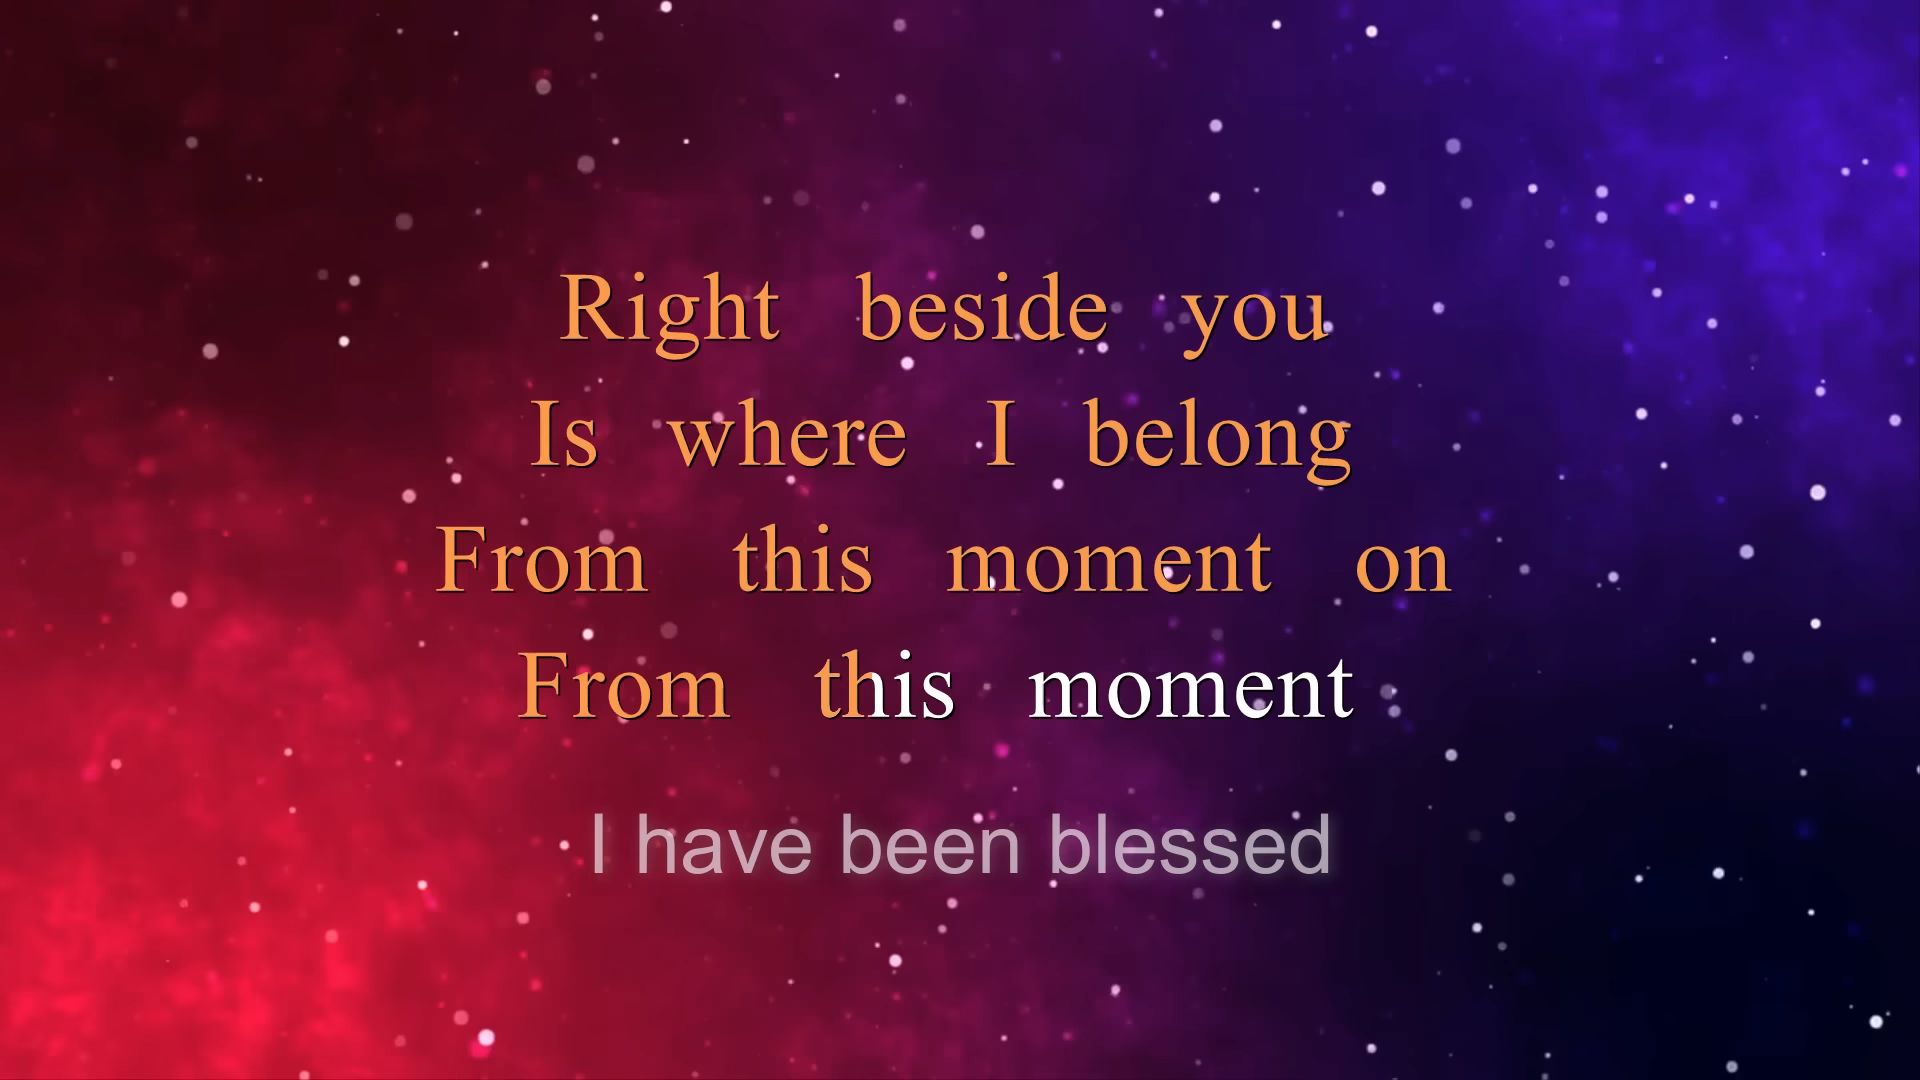 Right beside you
Is where I belong
From this moment on
From this moment
I have been blessed